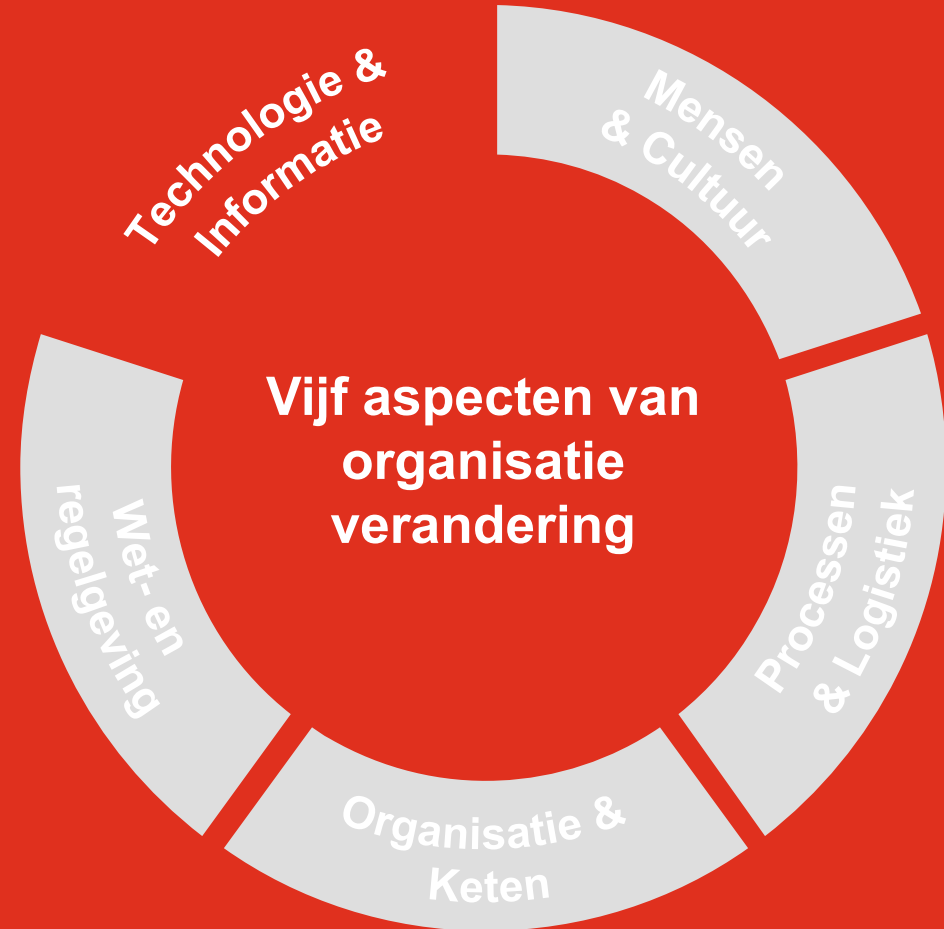 Technologie &
Informatie
Mensen
& Cultuur
Vijf aspecten van
organisatie
verandering
Processen
& Logistiek
Wet- en
regelgeving
Organisatie &
Keten